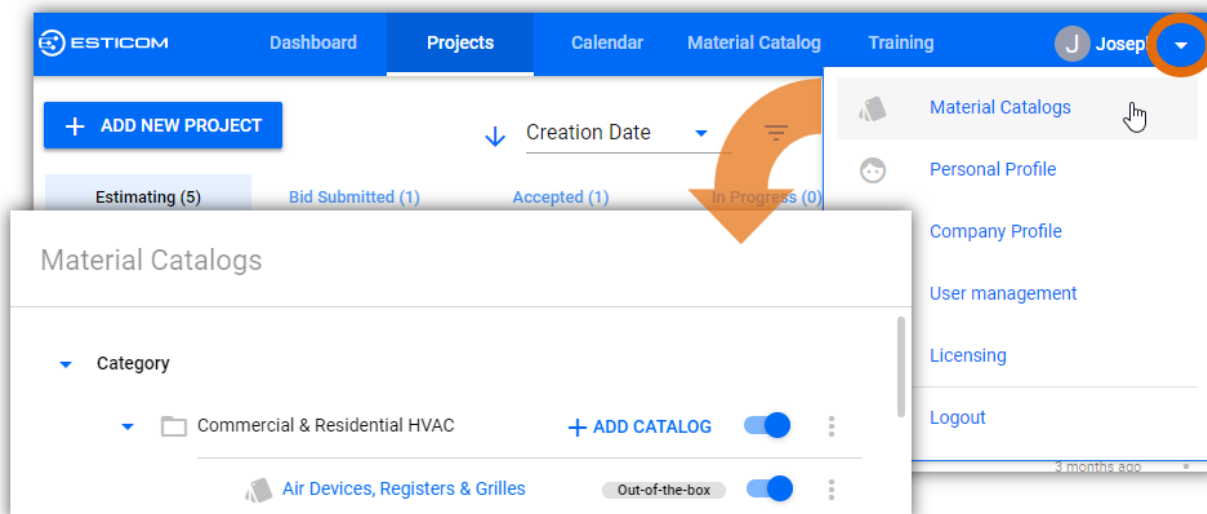 ESTICOM Dashboard Projects Calendar Material Catalog Training J Josep
+ ADD NEW PROJECT
Creation Date
Material Catalogs
Personal Profile
Estimating (5) Bid Submitted (1) Accepted (1) In Progress (0)
Company Profile
User management
Licensing
Logout
3 months ago
Material Catalogs
Category
Commercial & Residential HVAC + ADD CATALOG
Air Devices, Registers & Grilles Out-of-the-box